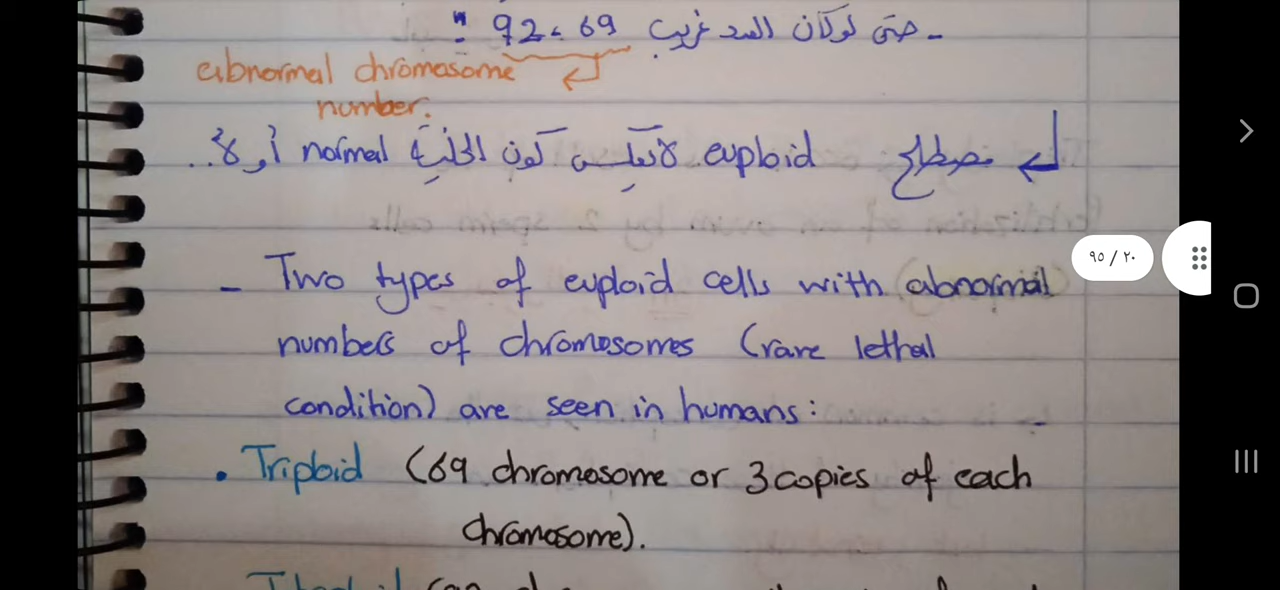 - حتى لو كان العدد غريب 69 ، 92 "
abnormal chromosome
number.
مصطلح euploid لا تعكس كون الخلية normal أو لأ..
٩٥ / ٢٠
- Two types of euploid cells with (abnormal
numbers of chromosomes (rare lethal
condition) are seen in humans:
• Triploid (69 chromosome or 3 copies of each
chromosome).